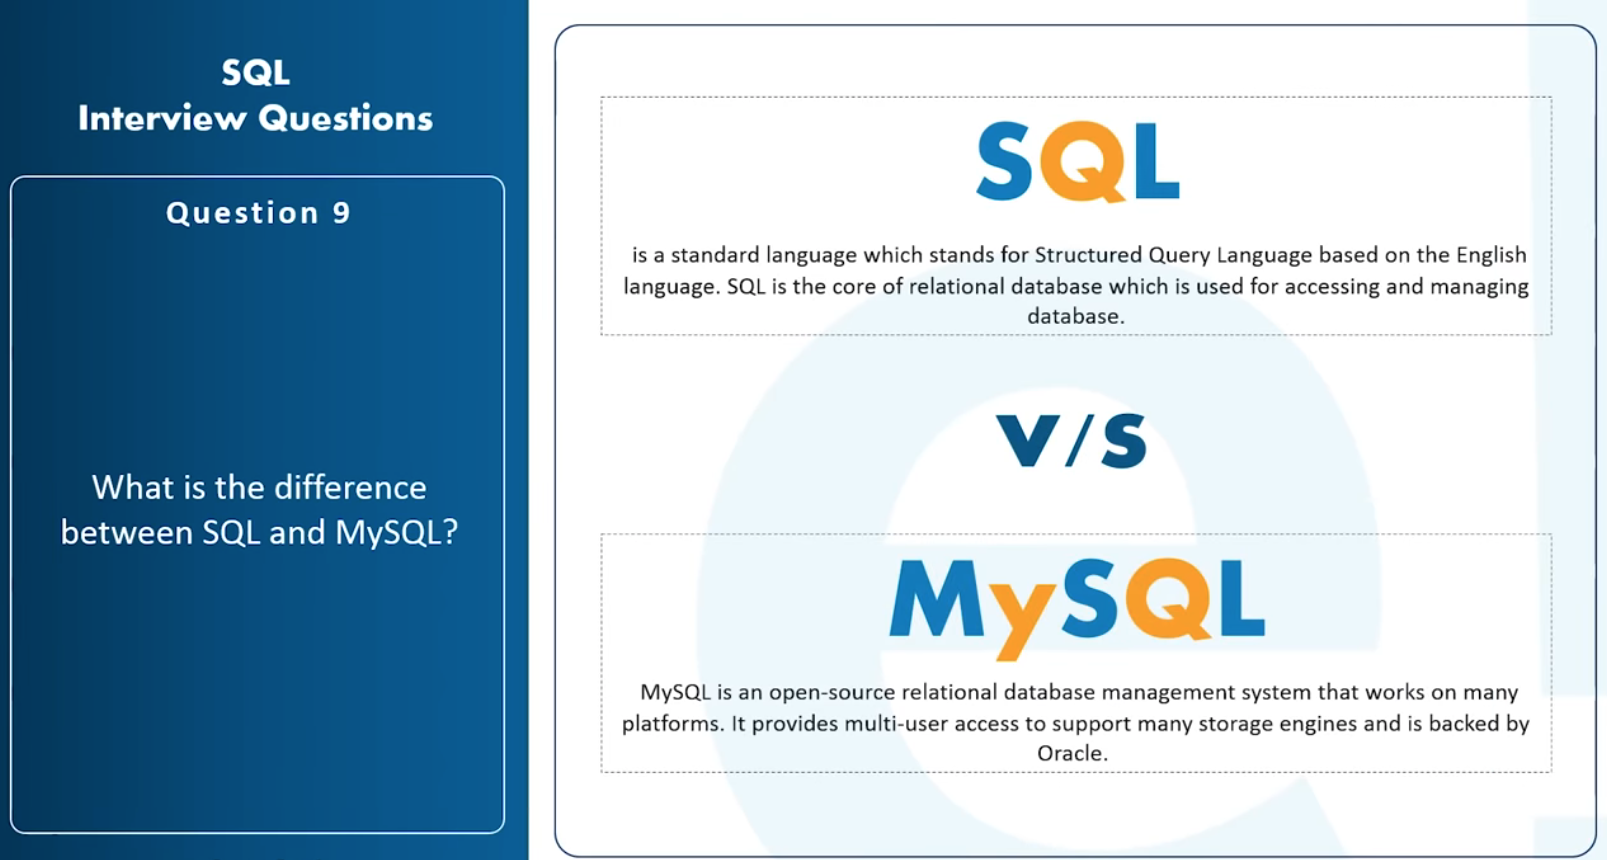 SQL
Interview Questions
Question 9
What is the difference
between SQL and MySQL?
SQL
is a standard language which stands for Structured Query Language based on the English
language. SQL is the core of relational database which is used for accessing and managing
database.
V/S
MySQL
MySQL is an open-source relational database management system that works on many
platforms. It provides multi-user access to support many storage engines and is backed by
Oracle.